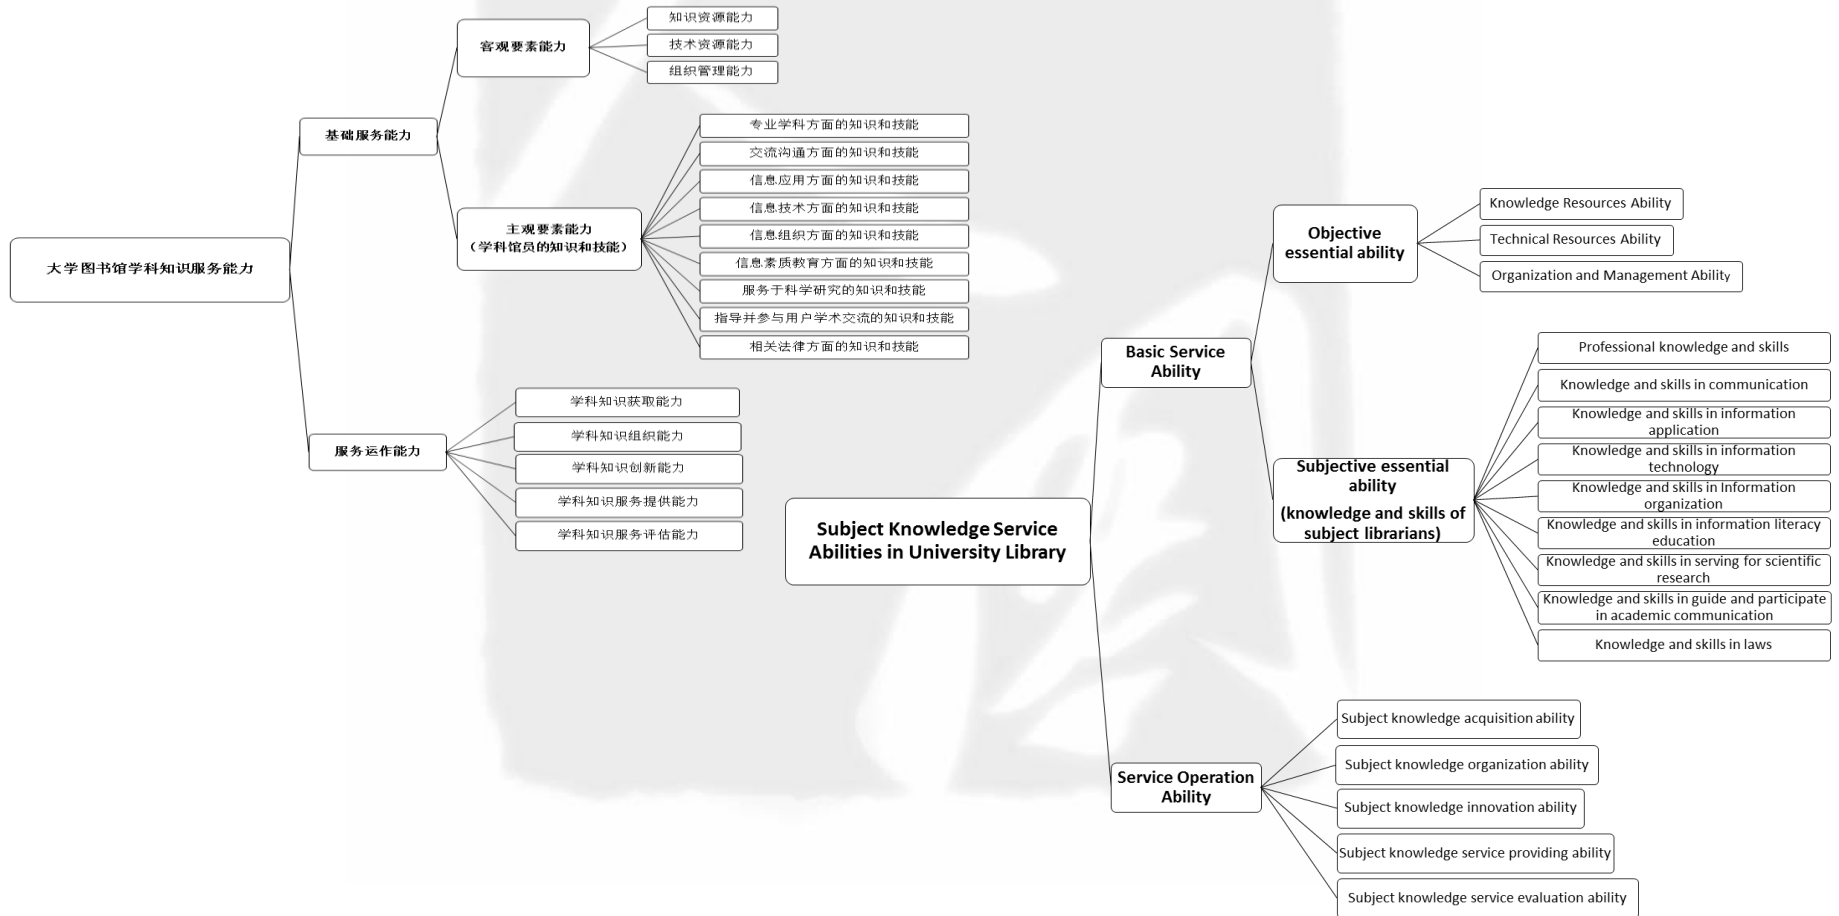 大学图书馆学科知识服务能力
基础服务能力
客观要素能力
知识资源能力
技术资源能力
组织管理能力
主观要素能力
（学科馆员的知识和技能）
专业学科方面的知识和技能
交流沟通方面的知识和技能
信息应用方面的知识和技能
信息技术方面的知识和技能
信息组织方面的知识和技能
信息素质教育方面的知识和技能
服务于科学研究的知识和技能
指导并参与用户学术交流的知识和技能
相关法律方面的知识和技能
服务运作能力
学科知识获取能力
学科知识组织能力
学科知识创新能力
学科知识服务提供能力
学科知识服务评估能力
Subject Knowledge Service
Abilities in University Library
Basic Service
Ability
Objective
essential ability
Knowledge Resources Ability
Technical Resources Ability
Organization and Management Ability
Subjective essential
ability
(knowledge and skills of
subject librarians)
Professional knowledge and skills
Knowledge and skills in communication
Knowledge and skills in information
application
Knowledge and skills in information
technology
Knowledge and skills in Information
organization
Knowledge and skills in information literacy
education
Knowledge and skills in serving for scientific
research
Knowledge and skills in guide and participate
in academic communication
Knowledge and skills in laws
Service Operation
Ability
Subject knowledge acquisition ability
Subject knowledge organization ability
Subject knowledge innovation ability
Subject knowledge service providing ability
Subject knowledge service evaluation ability